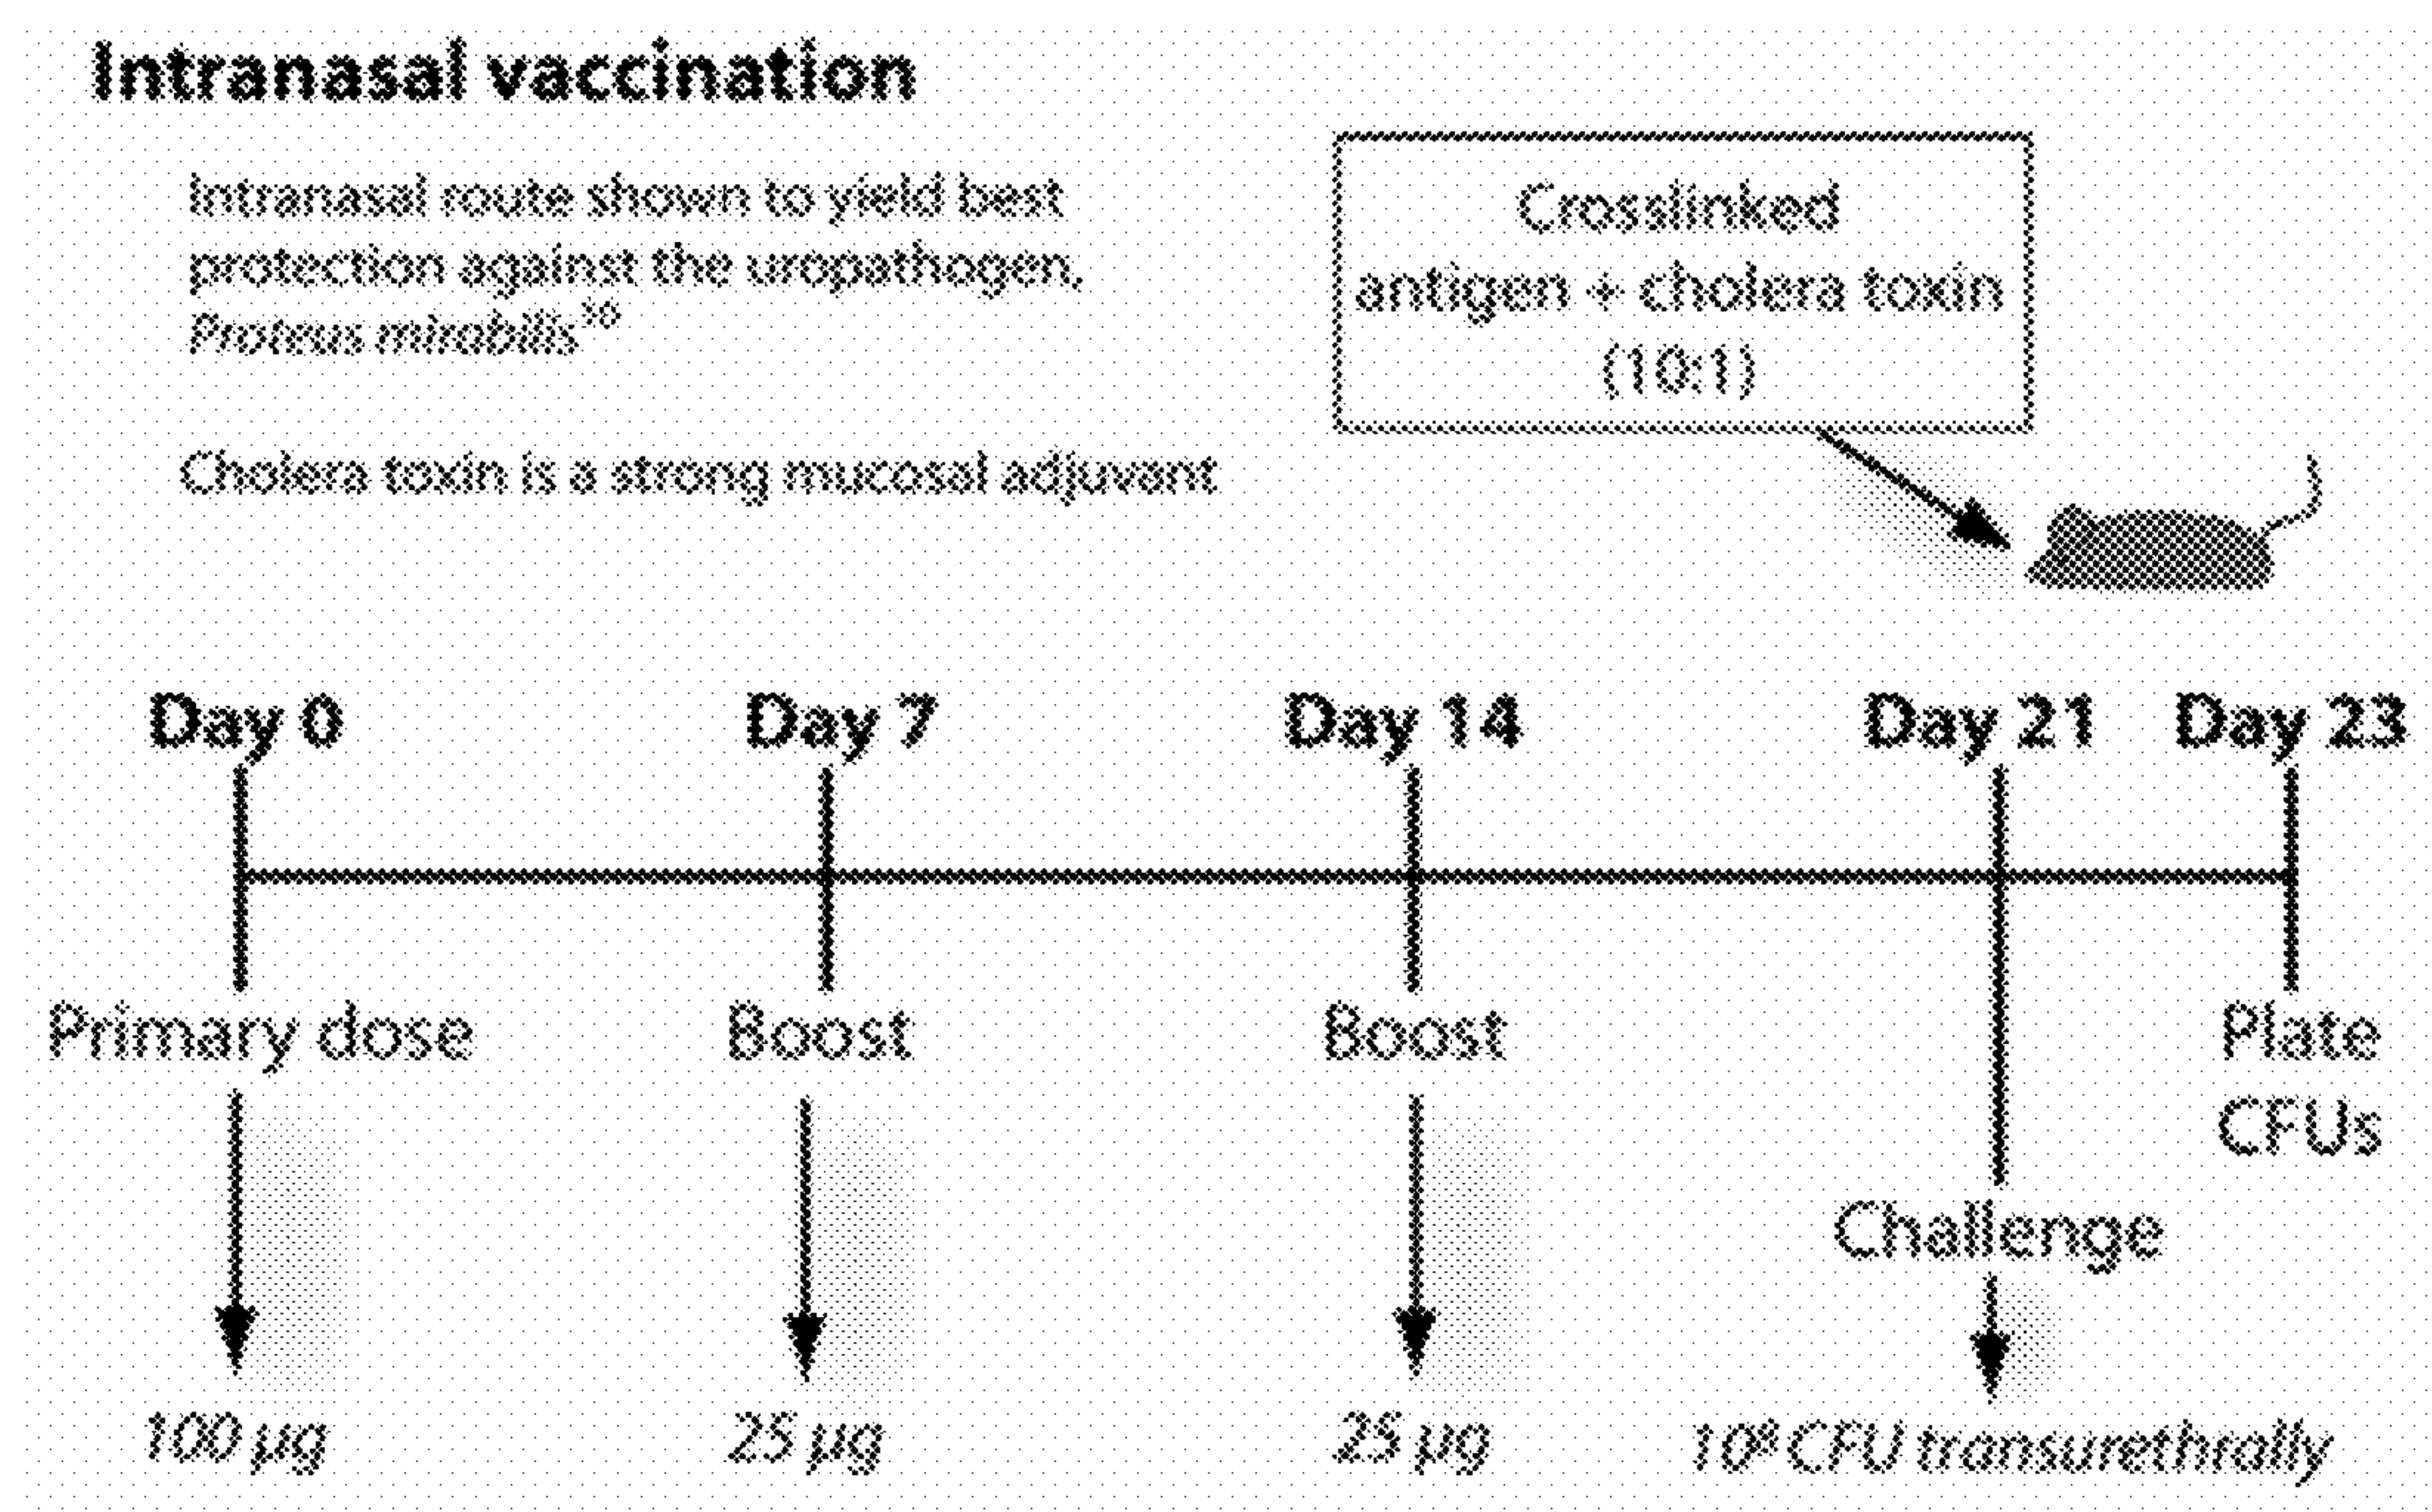 Intranasal vaccination
Intranasal route shown to yield best
protection against the uropathogen,
Proteus mirabilis
Cholera toxin is a strong mucosal adjuvant
Crosslinked
antigen + cholera toxin
(10:1)
Day 0
Day 7
Day 14
Day 21
Day 23
Primary dose
Boost
Boost
Plate
CFUs
Challenge
100 µg
25 µg
25 µg
10⁸ CFU transurethrally